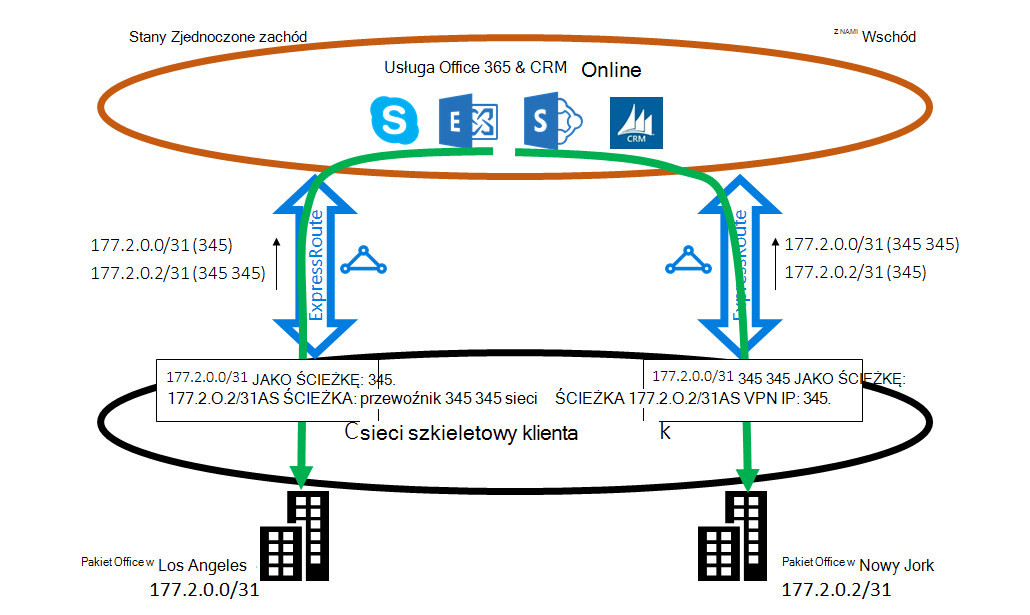 Stany Zjednoczone zachód
Z NAMI Wschód
Usługa Office 365 & CRM Online
S E S CRM
ExpressRoute
ExpressRoute
177.2.0.0/31 (345)
177.2.0.2/31 (345 345)
177.2.0.0/31 (345 345)
177.2.0.2/31 (345)
177.2.0.0/31 JAKO ŚCIEŻKĘ: 345.
177.2.0.0/31 345 345 JAKO ŚCIEŻKĘ:
177.2.O.2/31AS ŚCIEŻKA: przewoźnik 345 345 sieci ŚCIEŻKA 177.2.O.2/31AS VPN IP: 345.
C sieci szkieletowy klienta k
Pakiet Office w Los Angeles
177.2.0.0/31
Pakiet Office w Nowy Jork
177.2.0.2/31